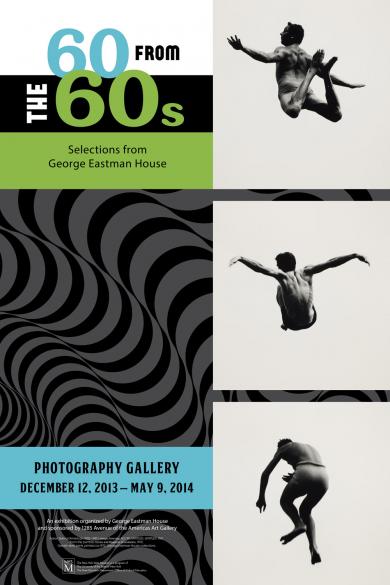 60 FROM
THE 60s
Selections from
George Eastman House
PHOTOGRAPHY GALLERY
DECEMBER 12, 2013 – MAY 9, 2014
An exhibition organized by George Eastman House
and sponsored by 1285 Avenue of the Americas Art Gallery